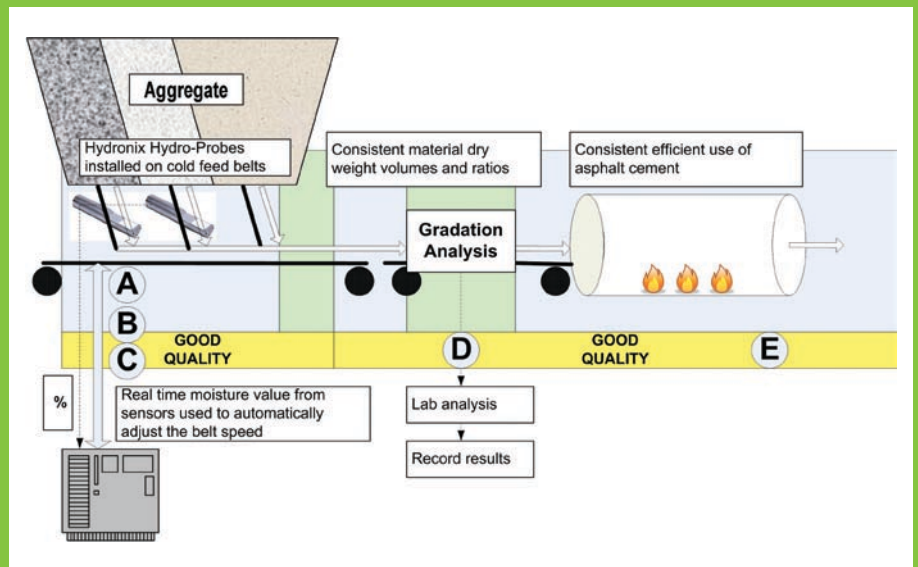 Aggregate
Hydronix Hydro-Probes
installed on cold feed belts
Consistent material dry
weight volumes and ratios
Consistent efficient use of
asphalt cement
Gradation
Analysis
A
B
C
GOOD
QUALITY
D
GOOD
QUALITY
E
%
Real time moisture value from
sensors used to automatically
adjust the belt speed
Lab analysis
Record results